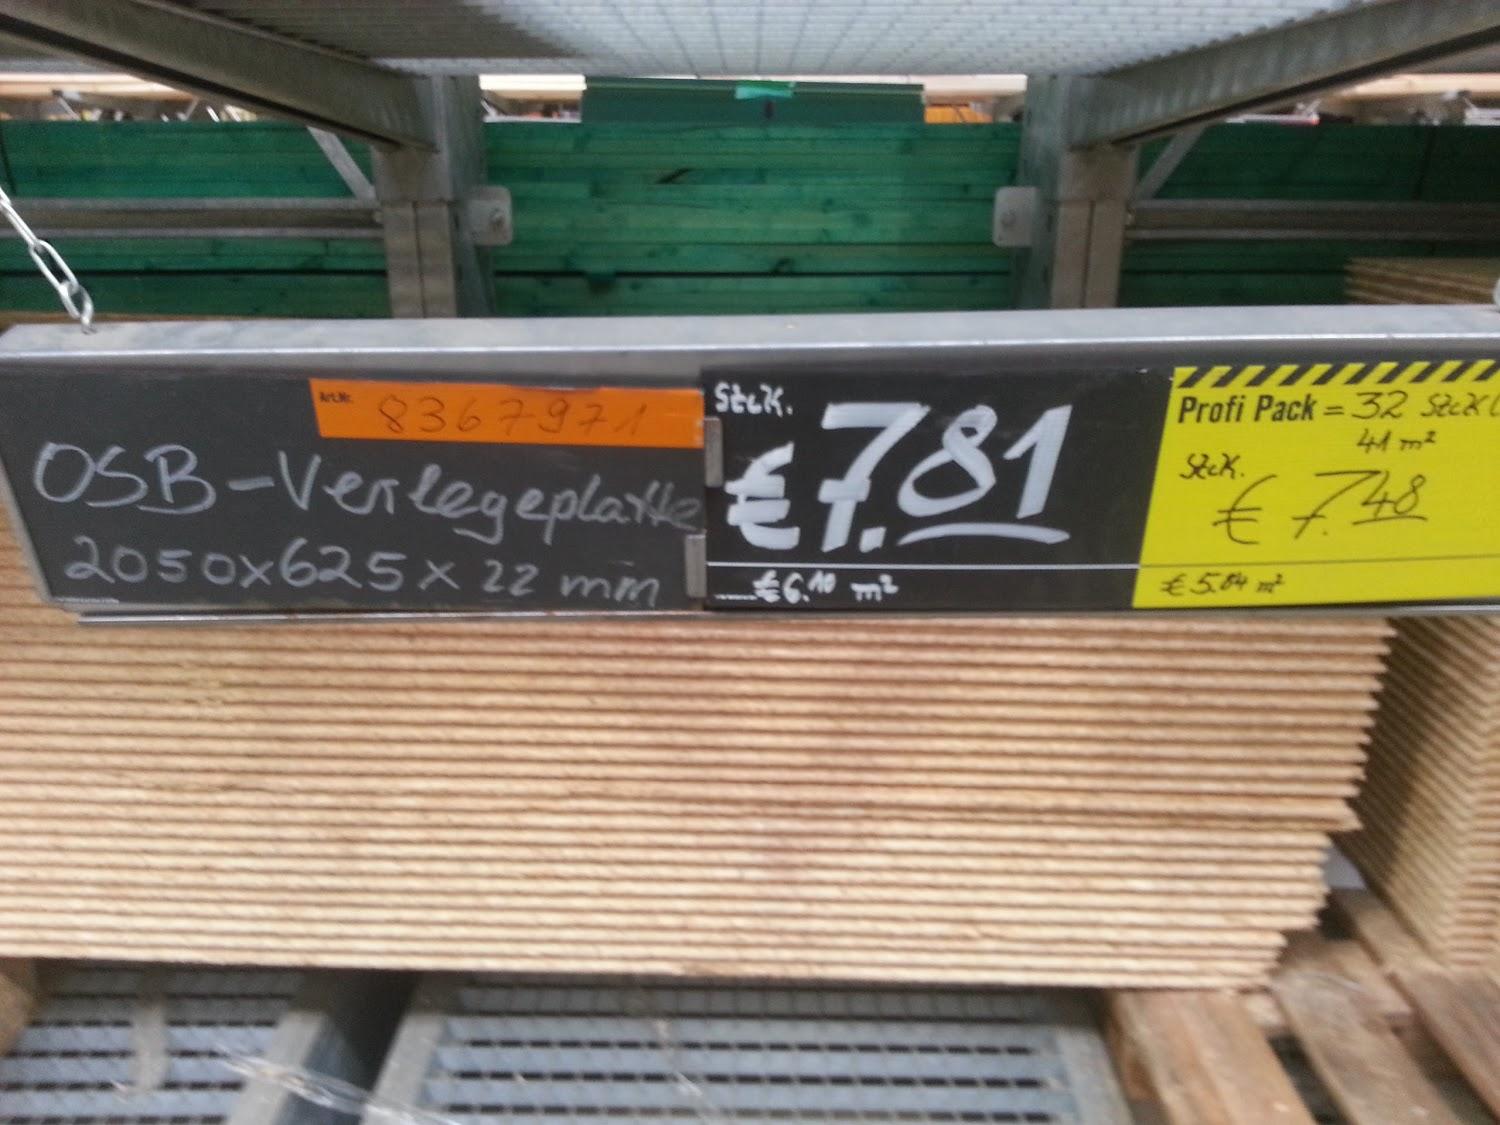 Art.Nr. 8367971
OSB-Verlegeplatte
2050x625x22 mm
Stck.
€7.81
€6.10 m²
Profi Pack = 32 Stck
41 m²
Stck.
€ 7.48
€ 5.84 m²